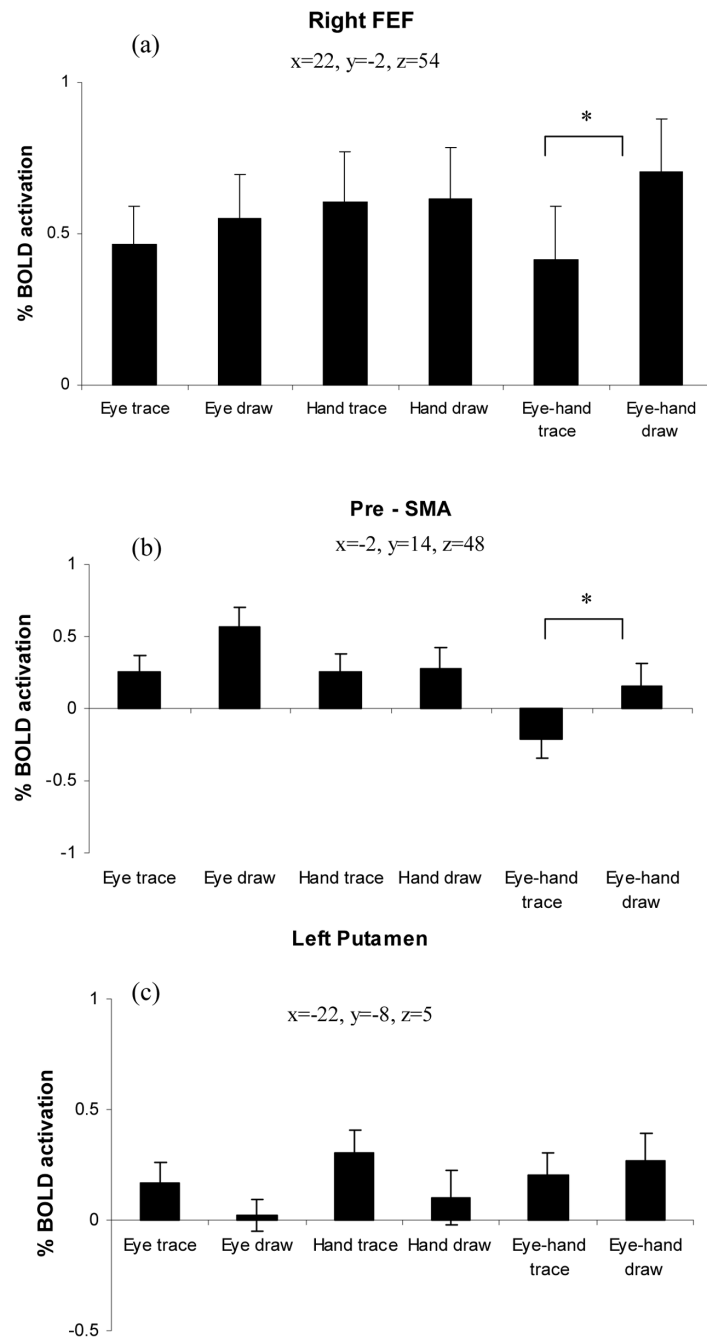 Right FEF
(a)
x=22, y=-2, z=54
1
*
0.5
% BOLD activation
0
Eye trace Eye draw Hand trace Hand draw Eye-hand trace Eye-hand draw
Pre - SMA
(b)
x=-2, y=14, z=48
1
*
0.5
0
% BOLD activation
-0.5
-1
Eye trace Eye draw Hand trace Hand draw Eye-hand trace Eye-hand draw
Left Putamen
(c)
1
x=-22, y=-8, z=5
0.5
% BOLD activation
0
Eye trace Eye draw Hand trace Hand draw Eye-hand trace Eye-hand draw
-0.5